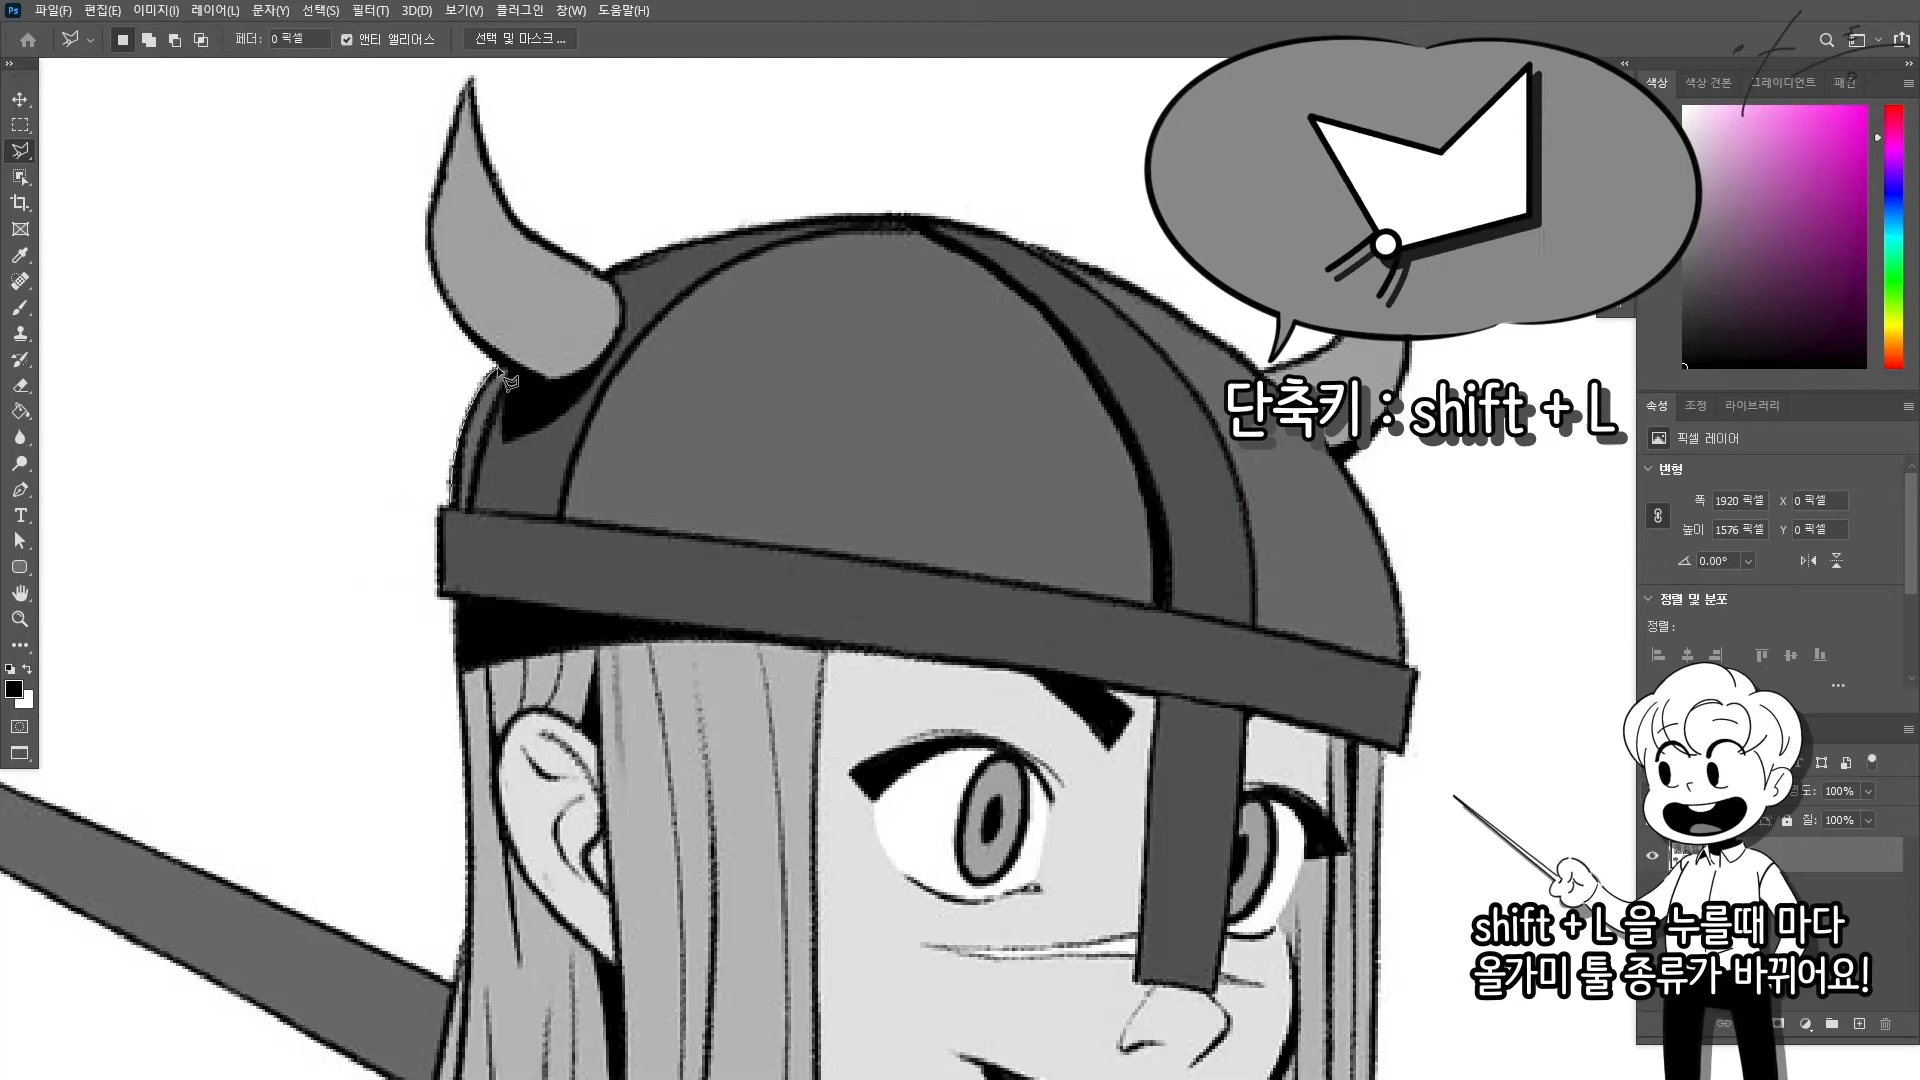 Ps 파일(F) 편집(E) 이미지(I) 레이어(L) 문자(Y) 선택(S) 필터(T) 3D(D) 보기(V) 플러그인 창(W) 도움말(H)
페더: 0 픽셀 앤티 앨리어스 선택 및 마스크 ...
색상 색상 견본 그레이디언트 패턴
단축키 : shift + L
속성 조정 라이브러리
픽셀 레이어
변형
폭 1920 픽셀 X 0 픽셀
높이 1576 픽셀 Y 0 픽셀
0.00°
정렬 및 분포
정렬:
100%
칠: 100%
shift + L 을 누를때 마다
올가미 툴 종류가 바뀌어요!